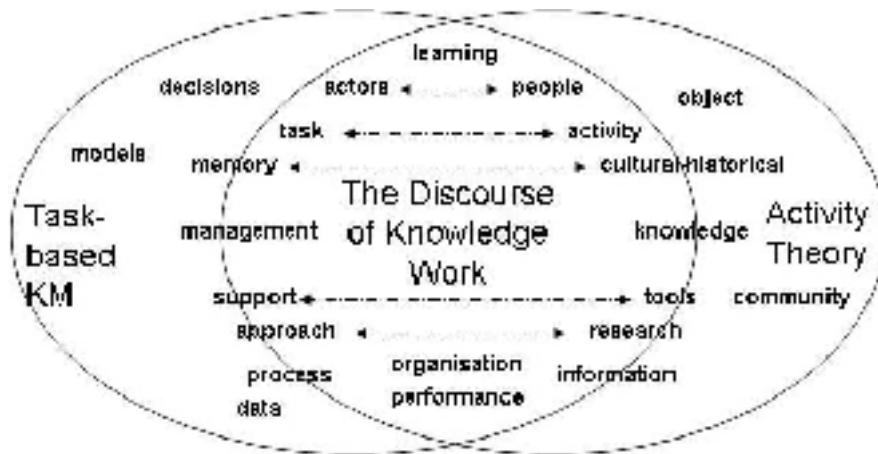 learning
decisions actors people
object
task activity
models
memory cultural-historical
The Discourse
of Knowledge
Work
Task-
based
KM
management knowledge
Activity
Theory
support tools community
approach research
process organisation information
data performance